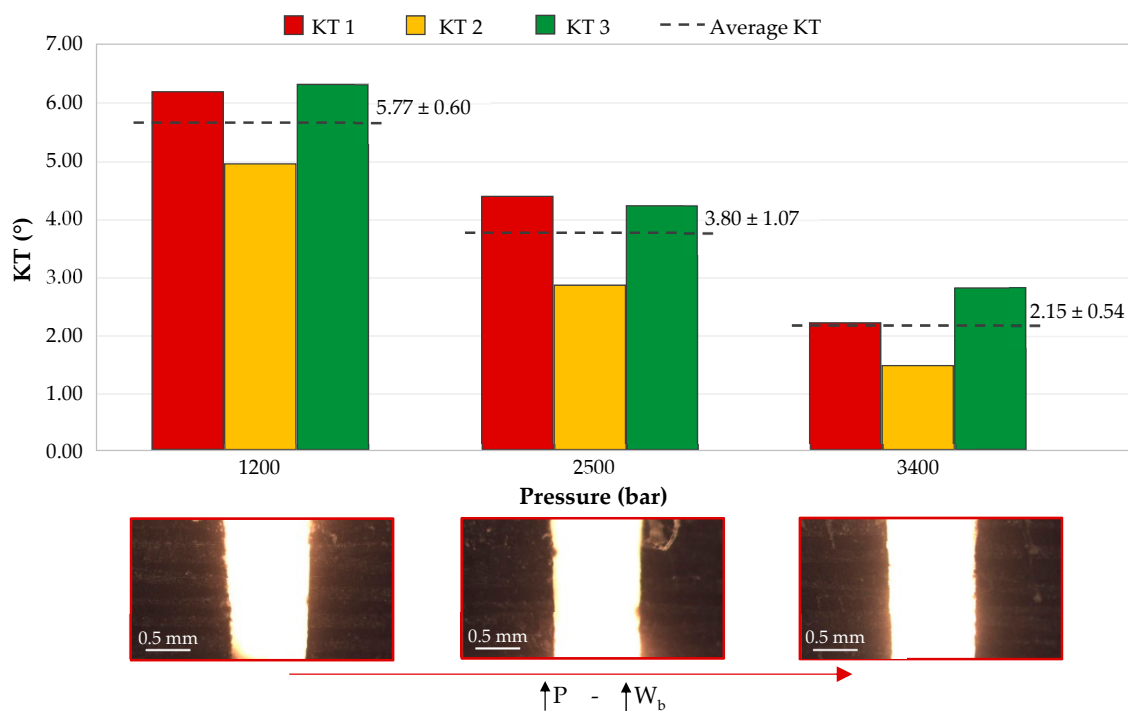 KT 1 KT 2 KT 3 Average KT
7.00
6.00
5.00
4.00
3.00
2.00
1.00
0.00
KT (°)
5.77 ± 0.60
3.80 ± 1.07
2.15 ± 0.54
1200 2500 3400
Pressure (bar)
0.5 mm 0.5 mm 0.5 mm
↑P - ↑W_b